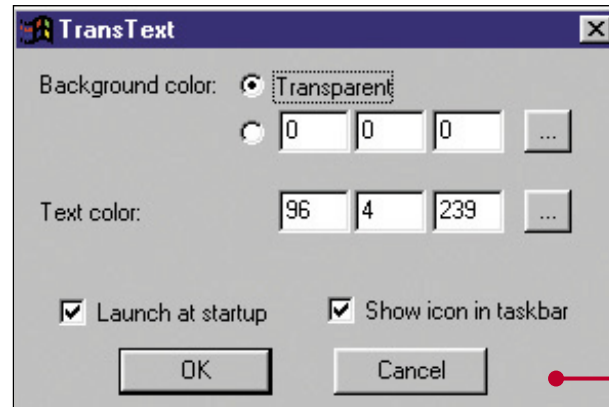 TransText
Background color: Transparent
0 0 0 ...
Text color: 96 4 239 ...
Launch at startup Show icon in taskbar
OK Cancel